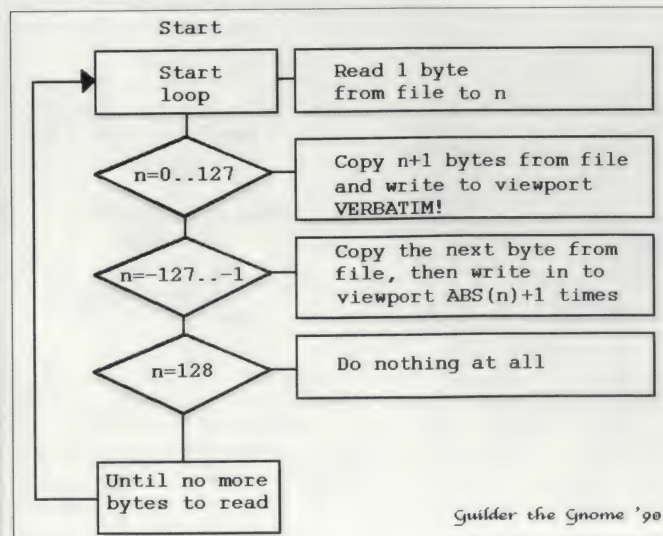 Start
Start
loop
Read 1 byte
from file to n
n=0..127
Copy n+1 bytes from file
and write to viewport
VERBATIM!
n=-127..-1
Copy the next byte from
file, then write in to
viewport ABS(n)+1 times
n=128
Do nothing at all
Until no more
bytes to read
Guilder the Gnome '90